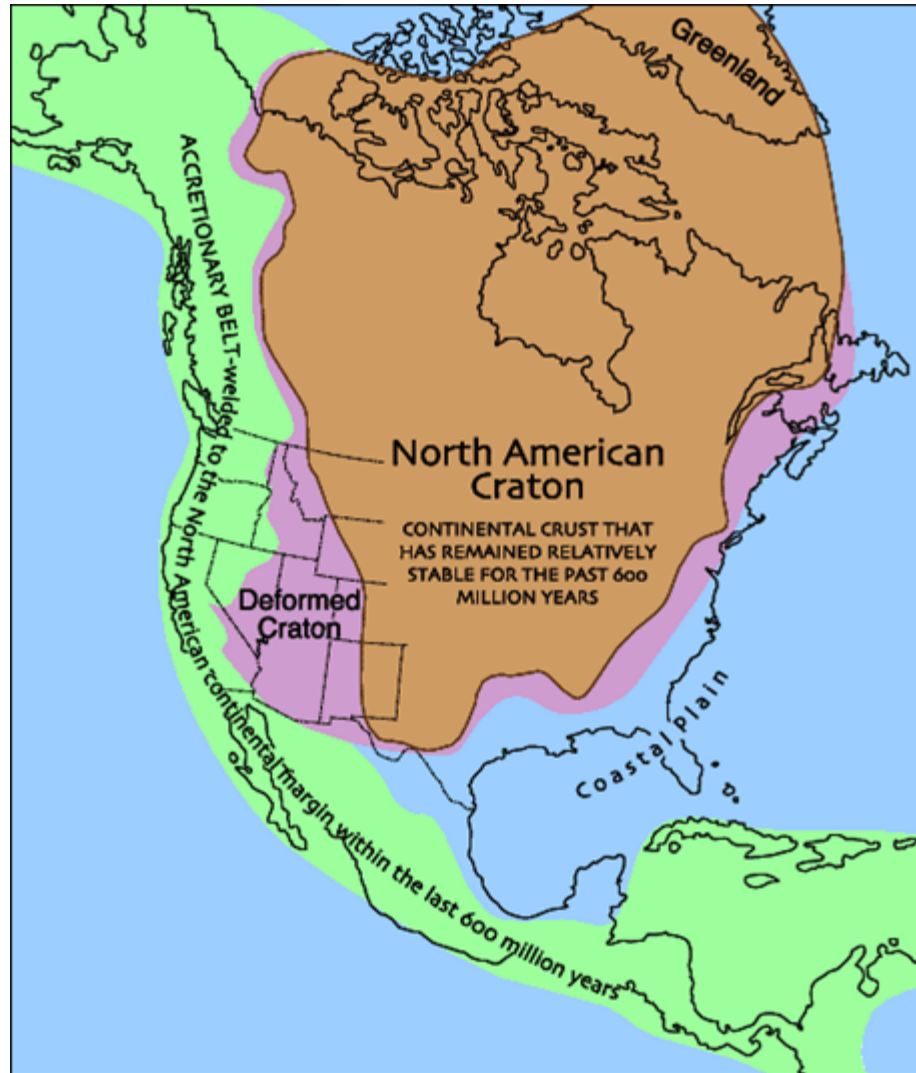 Greenland
ACCRETIONARY BELT-welded to the North American continental margin within the last 600 million years
North American
Craton
CONTINENTAL CRUST THAT
HAS REMAINED RELATIVELY
STABLE FOR THE PAST 600
MILLION YEARS
Deformed
Craton
Coastal Plain